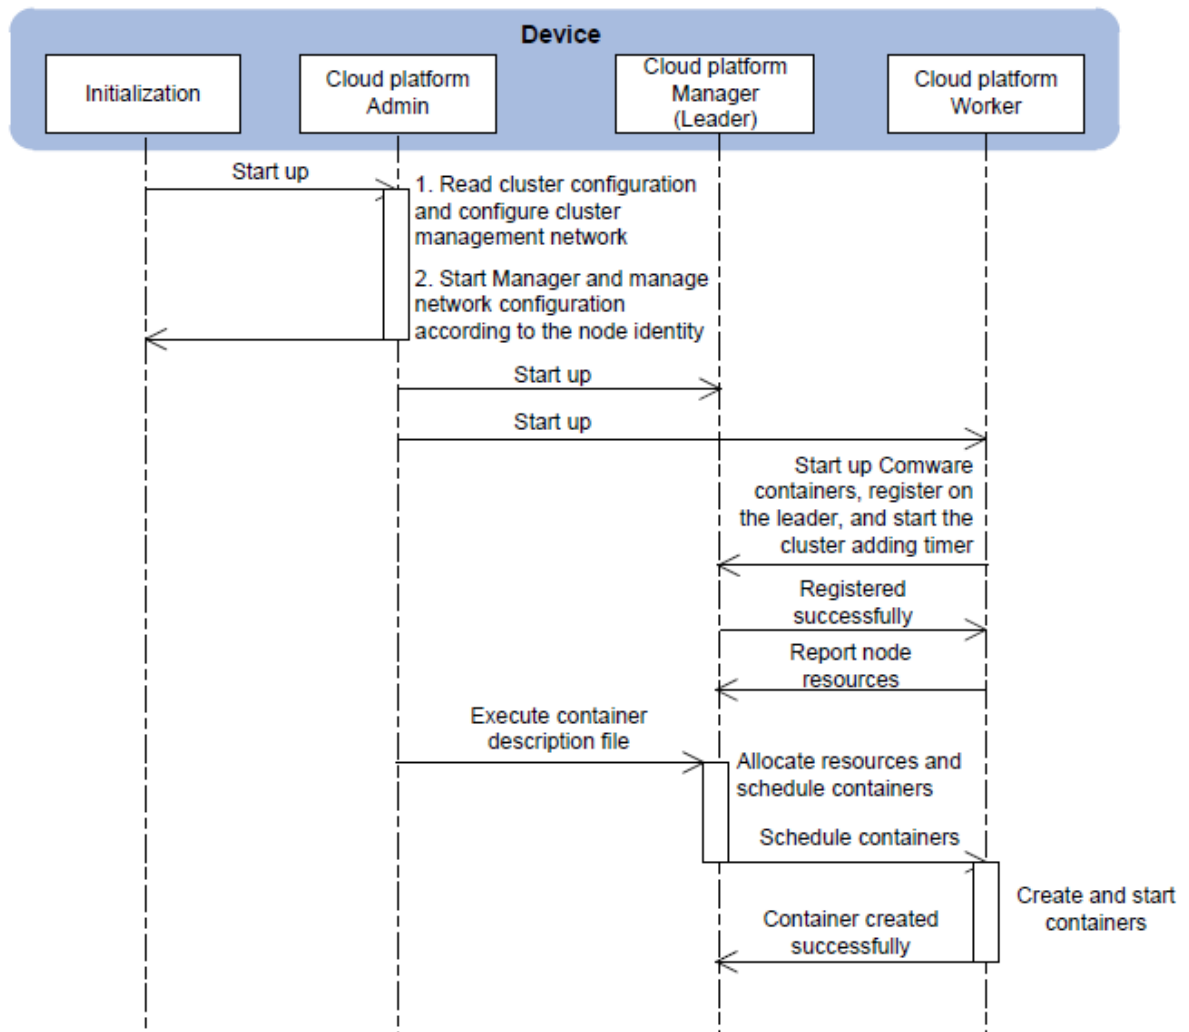 Device
Initialization
Cloud platform
Admin
Cloud platform
Manager
(Leader)
Cloud platform
Worker
Start up
1. Read cluster configuration
and configure cluster
management network
2. Start Manager and manage
network configuration
according to the node identity
Start up
Start up
Start up Comware
containers, register on
the leader, and start the
cluster adding timer
Registered
successfully
Report node
resources
Execute container
description file
Allocate resources and
schedule containers
Schedule containers
Create and start
containers
Container created
successfully